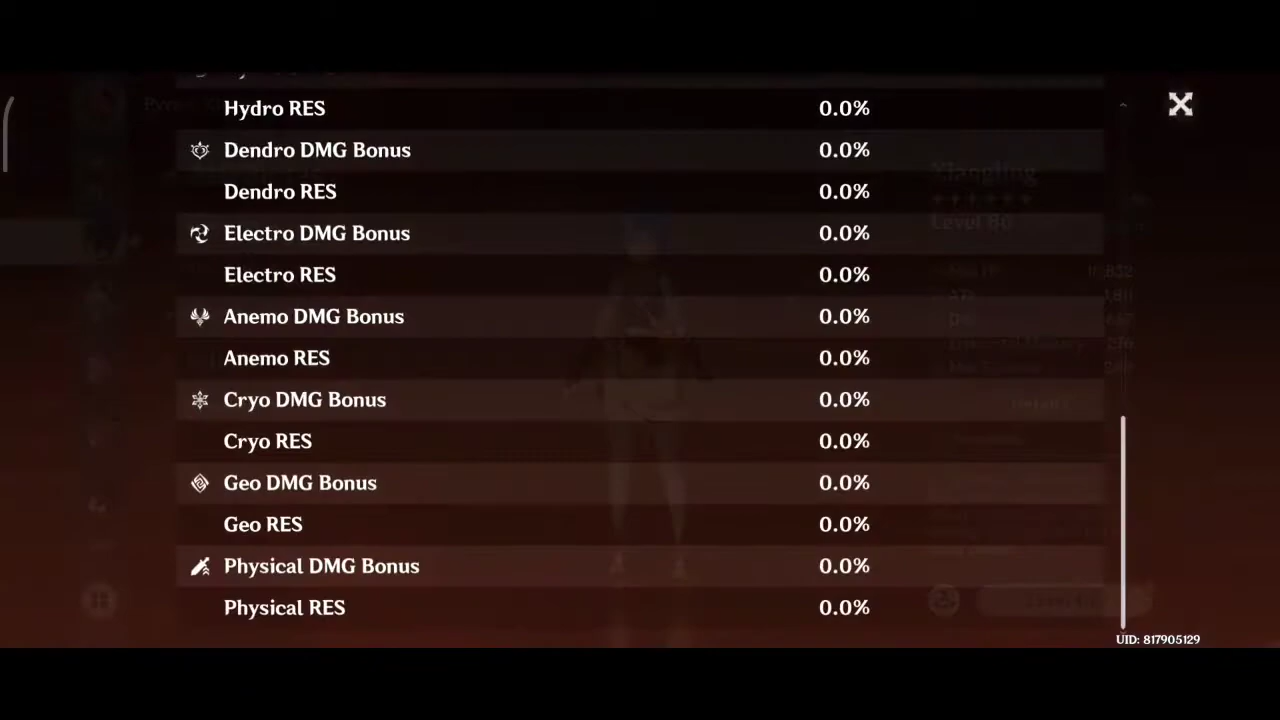 Hydro RES 0.0%
Dendro DMG Bonus 0.0%
Dendro RES 0.0%
Electro DMG Bonus 0.0%
Electro RES 0.0%
Anemo DMG Bonus 0.0%
Anemo RES 0.0%
Cryo DMG Bonus 0.0%
Cryo RES 0.0%
Geo DMG Bonus 0.0%
Geo RES 0.0%
Physical DMG Bonus 0.0%
Physical RES 0.0%
Xiangling
Level 80
UID: 817905129